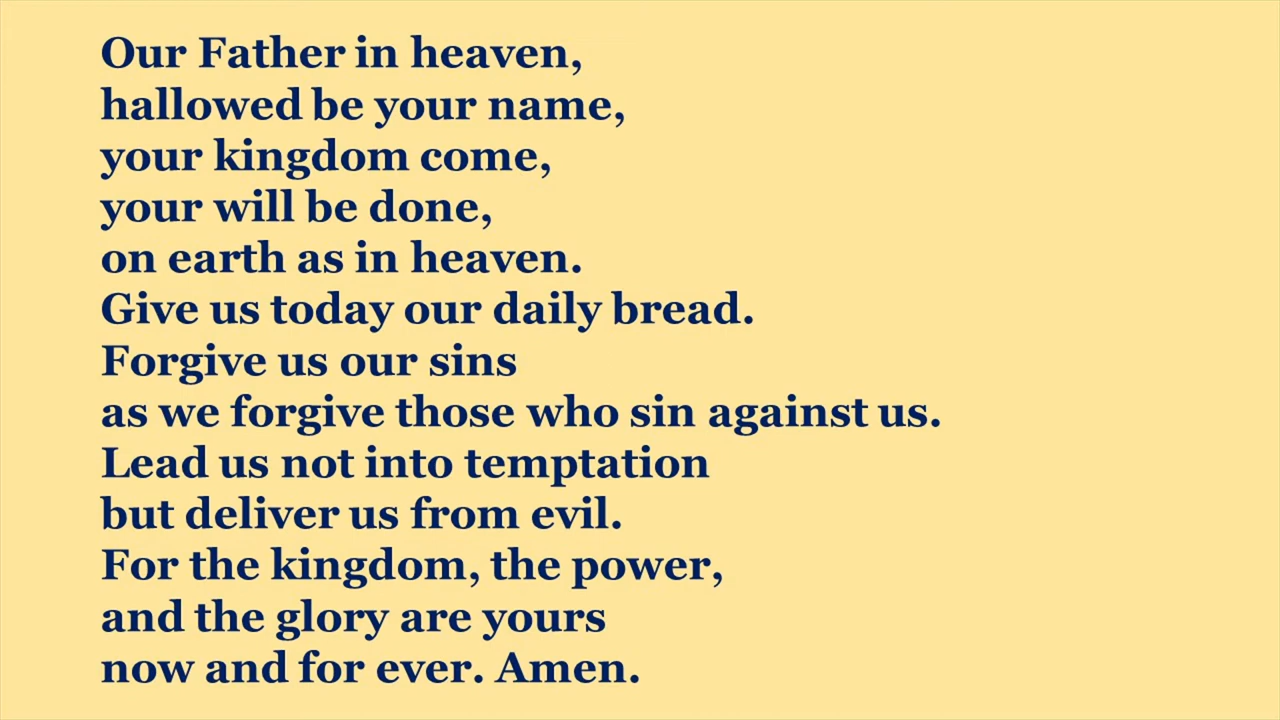 Our Father in heaven,
hallowed be your name,
your kingdom come,
your will be done,
on earth as in heaven.
Give us today our daily bread.
Forgive us our sins
as we forgive those who sin against us.
Lead us not into temptation
but deliver us from evil.
For the kingdom, the power,
and the glory are yours
now and for ever. Amen.